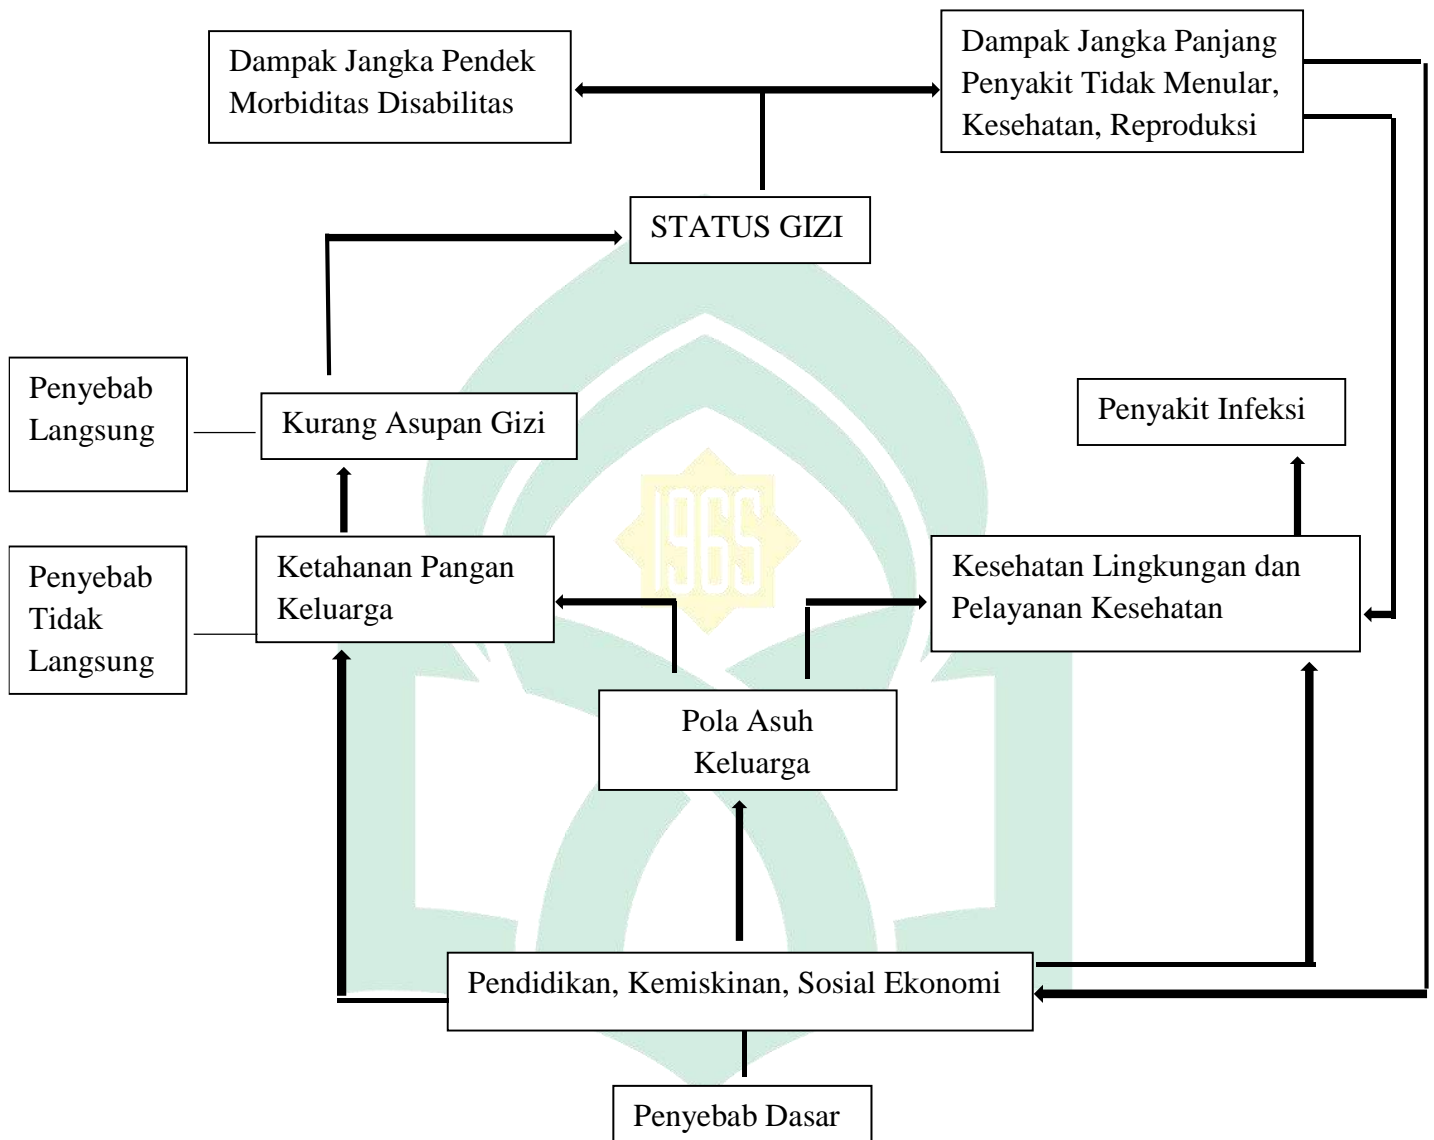 Dampak Jangka Pendek
Morbiditas Disabilitas
Dampak Jangka Panjang
Penyakit Tidak Menular,
Kesehatan, Reproduksi
STATUS GIZI
Penyebab
Langsung
Kurang Asupan Gizi
Penyakit Infeksi
1965
Penyebab
Tidak
Langsung
Ketahanan Pangan
Keluarga
Kesehatan Lingkungan dan
Pelayanan Kesehatan
Pola Asuh
Keluarga
Pendidikan, Kemiskinan, Sosial Ekonomi
Penyebab Dasar